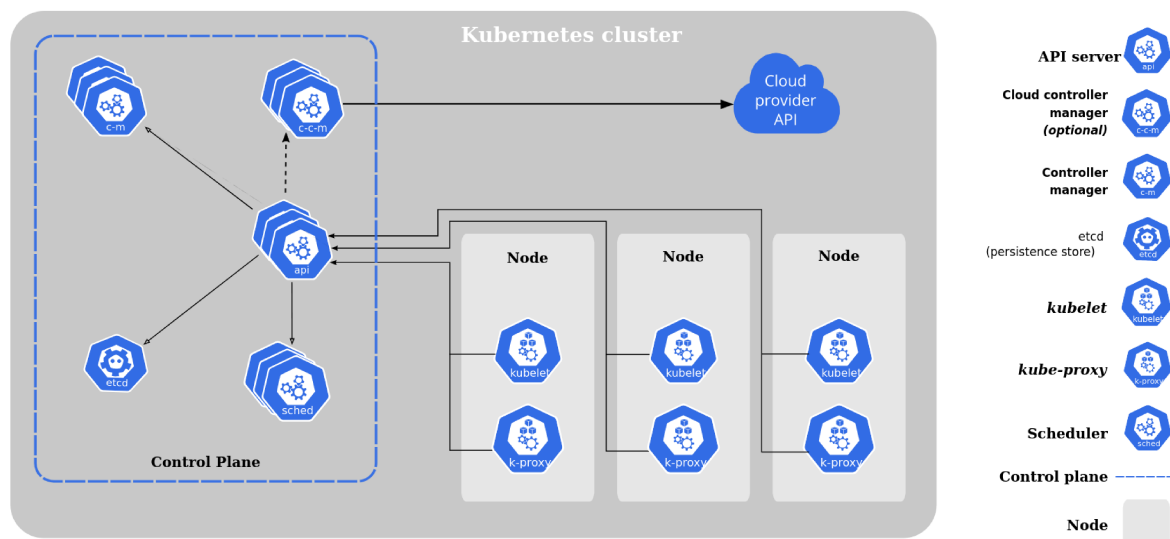 Kubernetes cluster
c-m
c-c-m
Cloud
provider
API
api
Node
Node
Node
etcd
sched
kubelet
kubelet
kubelet
k-proxy
k-proxy
k-proxy
Control Plane
API server
api
Cloud controller
manager
(optional)
c-c-m
Controller
manager
c-m
etcd
(persistence store)
etcd
kubelet
kubelet
kube-proxy
k-proxy
Scheduler
sched
Control plane
Node